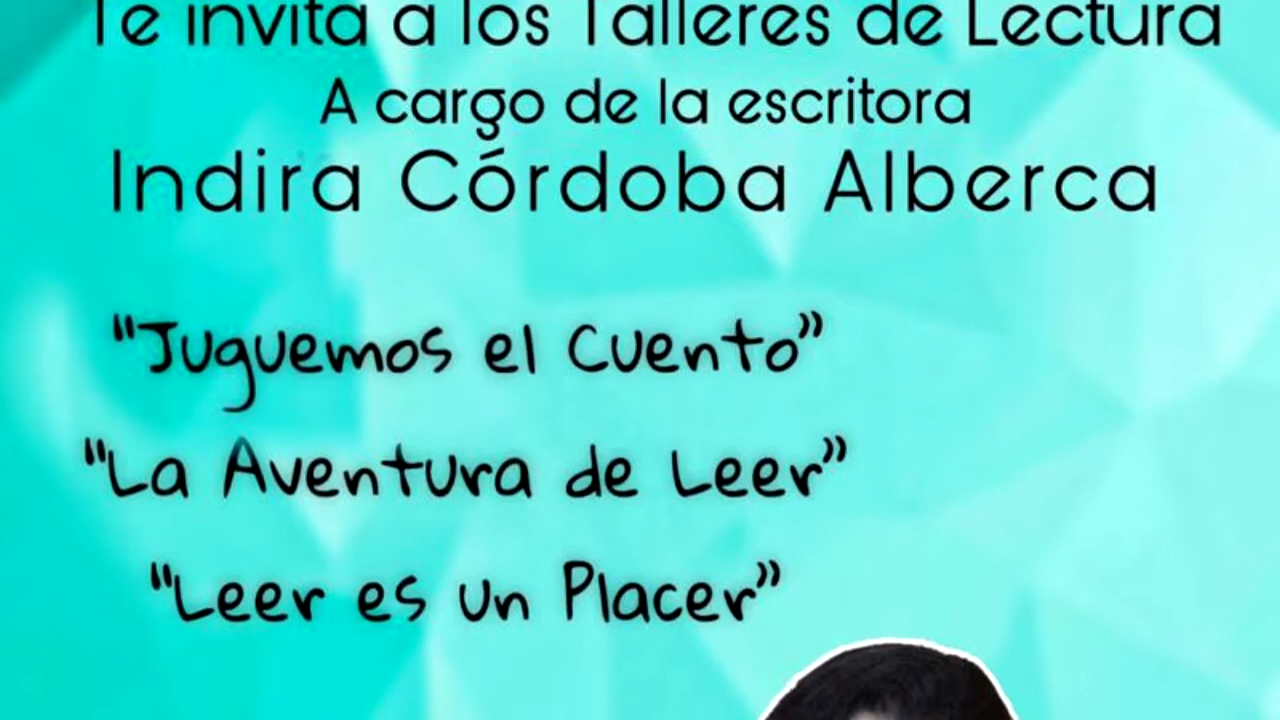 Te invita a los Talleres de Lectura
A cargo de la escritora
Indira Córdoba Alberca
"Juguemos el Cuento"
"La Aventura de Leer"
"Leer es un Placer"